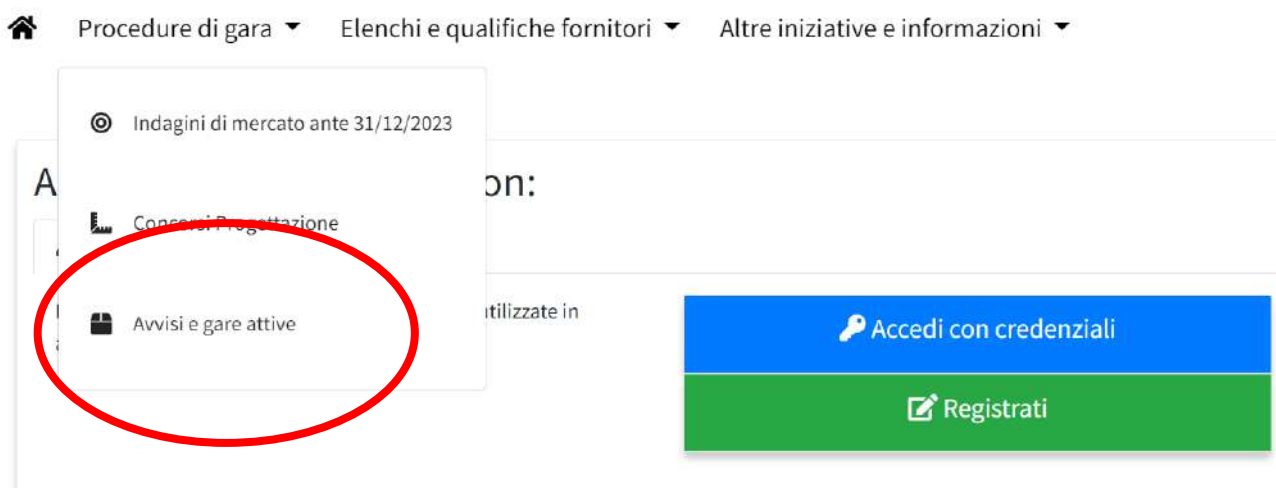 Procedure di gara Elenchi e qualifiche fornitori Altre iniziative e informazioni
Indagini di mercato ante 31/12/2023
A on:
Concorsi Progettazione
Avvisi e gare attive
utilizzate in
Accedi con credenziali
Registrati